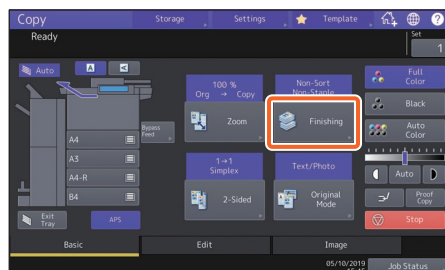 Copy
Storage
Settings
Template
Ready
Set
1
Auto
A
100 %
Org → Copy
Zoom
Non-Sort
Non-Staple
Finishing
Full
Color
Black
Auto
Color
Bypass
Feed
A4
A3
A4-R
B4
1→1
Simplex
2-Sided
Text/Photo
Original
Mode
Auto
Proof
Copy
Exit
Tray
APS
Stop
Basic
Edit
Image
05/10/2019
Job Status